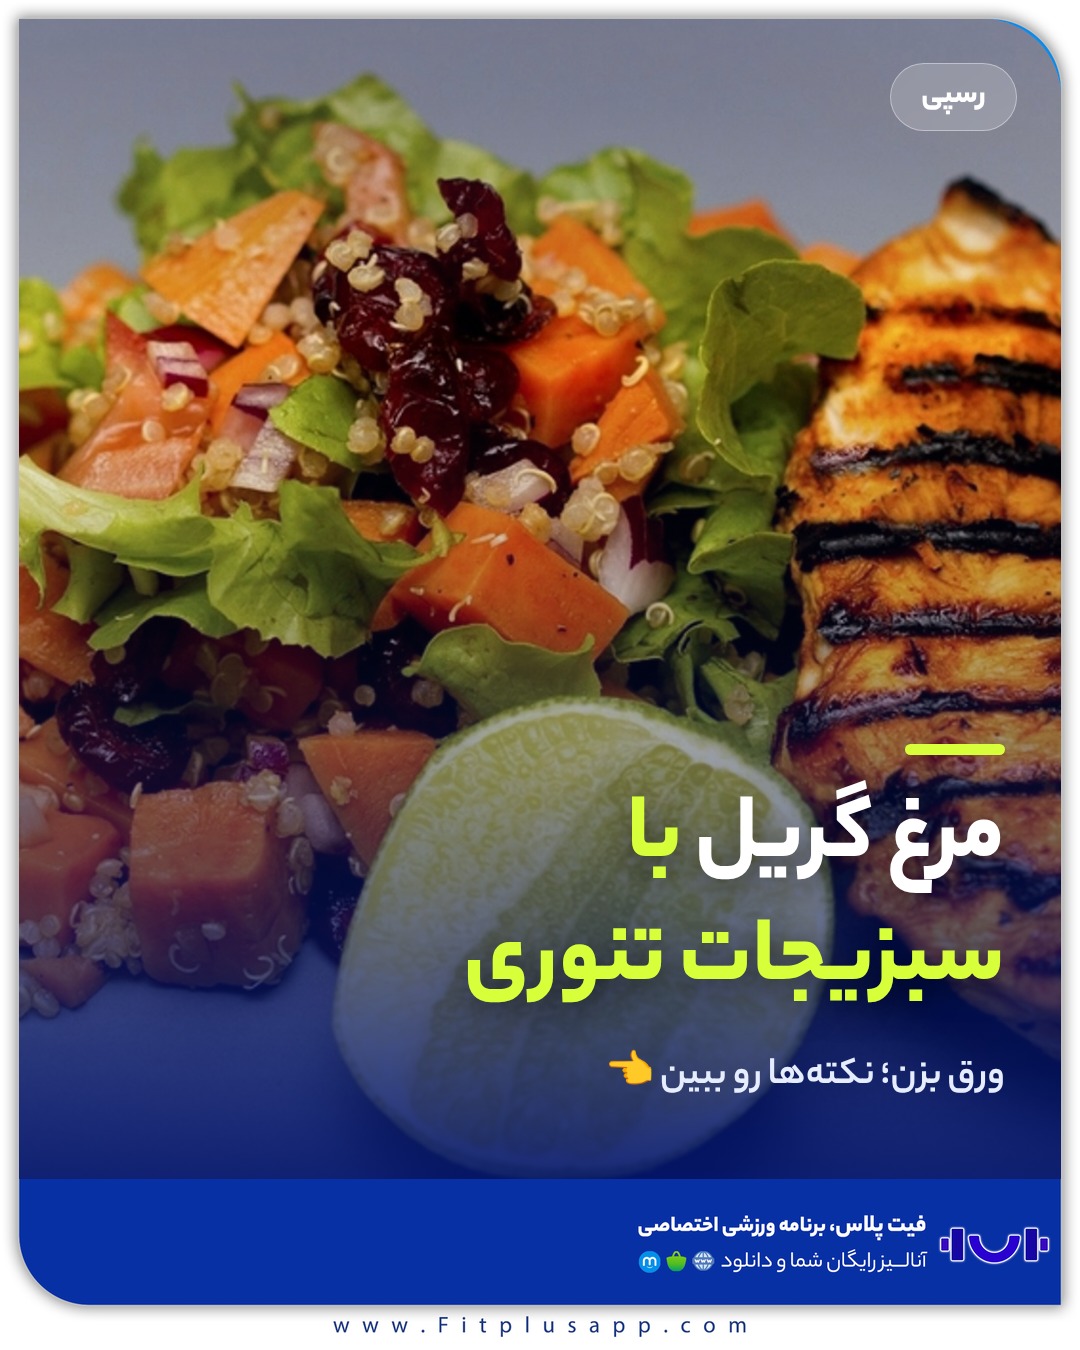 رسپی
مرغ گریل با
سبزیجات تنوری
ورق بزن؛ نکته‌ها رو ببین 👈
فیت پلاس، برنامه ورزشی اختصاصی
آنالیز رایگان شما و دانلود
www.Fitplusapp.com